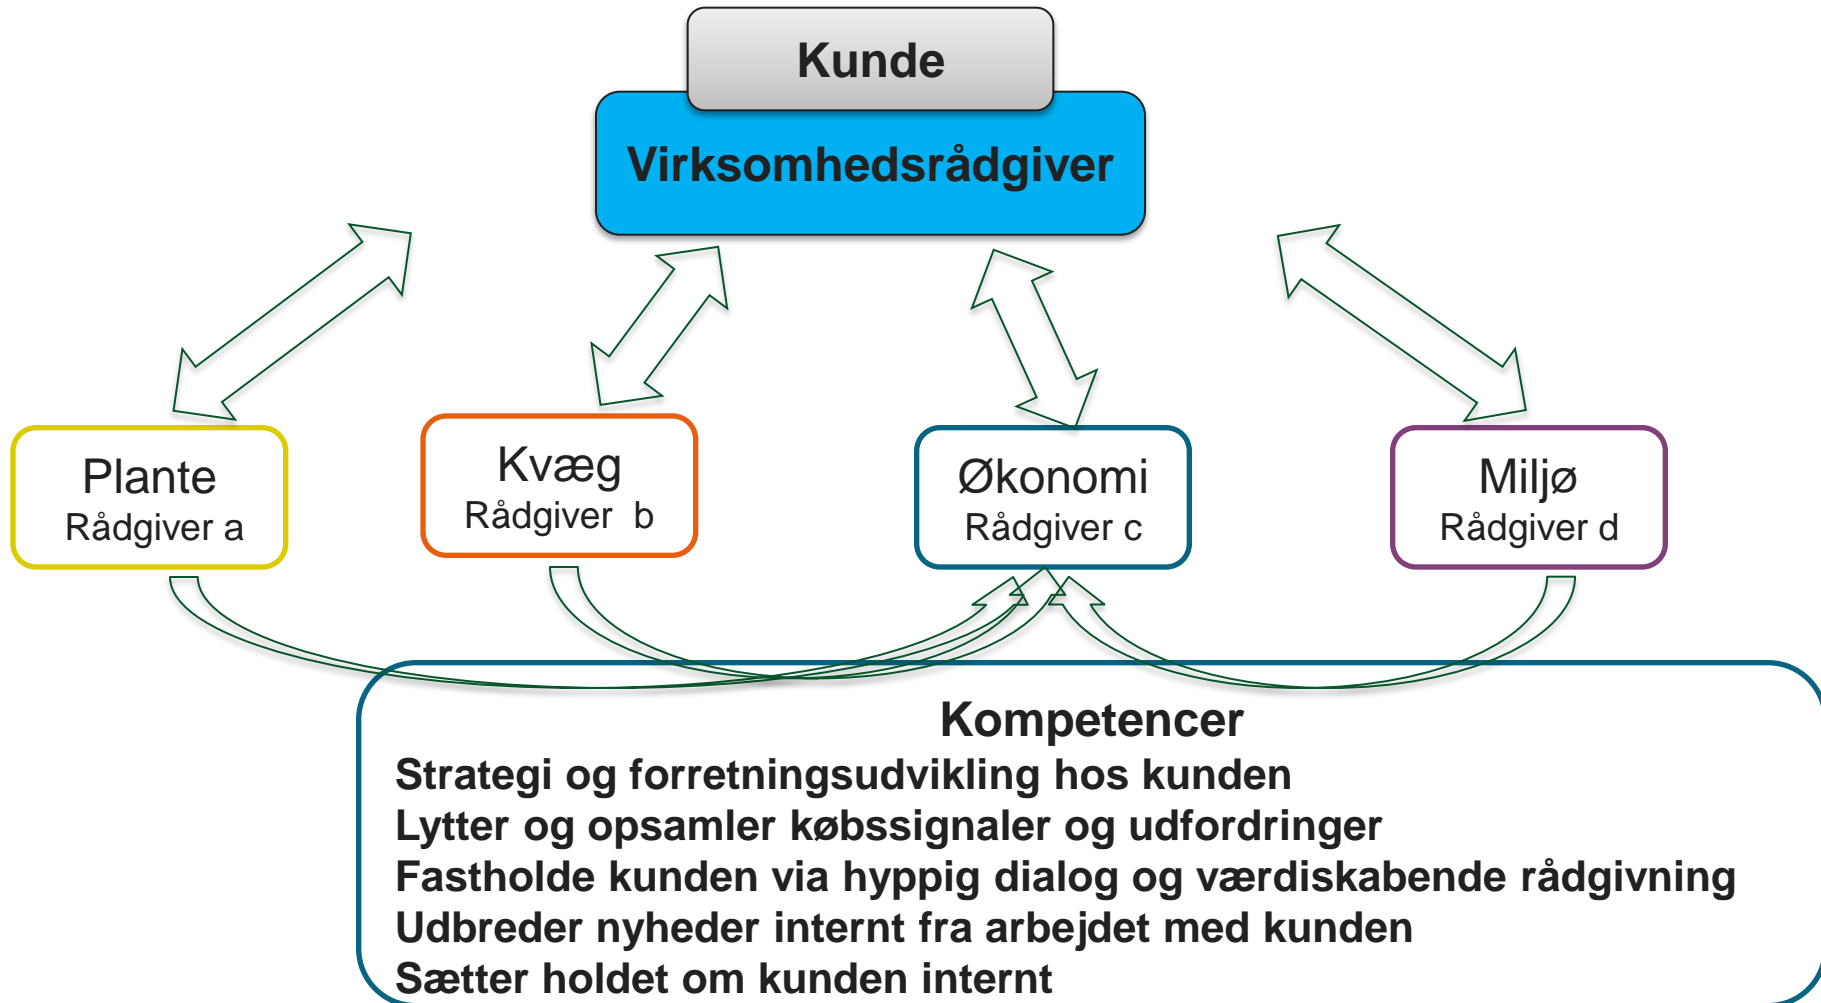 Kunde
Virksomhedsrådgiver
Plante
Rådgiver a
Kvæg
Rådgiver b
Økonomi
Rådgiver c
Miljø
Rådgiver d
Kompetencer
Strategi og forretningsudvikling hos kunden
Lytter og opsamler købssignaler og udfordringer
Fastholde kunden via hyppig dialog og værdiskabende rådgivning
Udbreder nyheder internt fra arbejdet med kunden
Sætter holdet om kunden internt